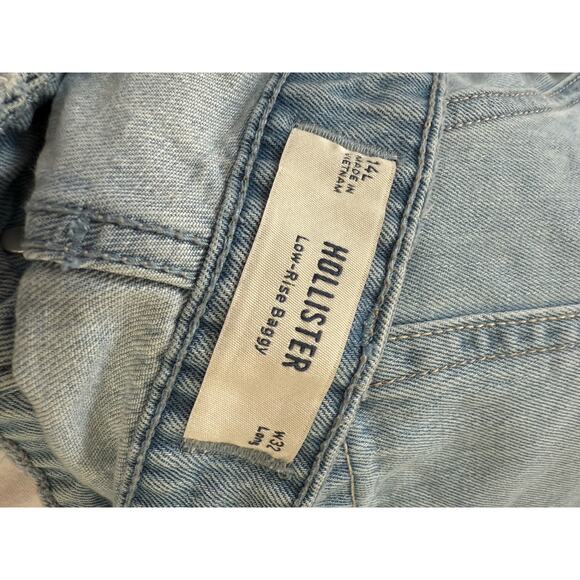 14L
MADE IN
VIETNAM
HOLLISTER
Low-Rise Baggy
W32
Long